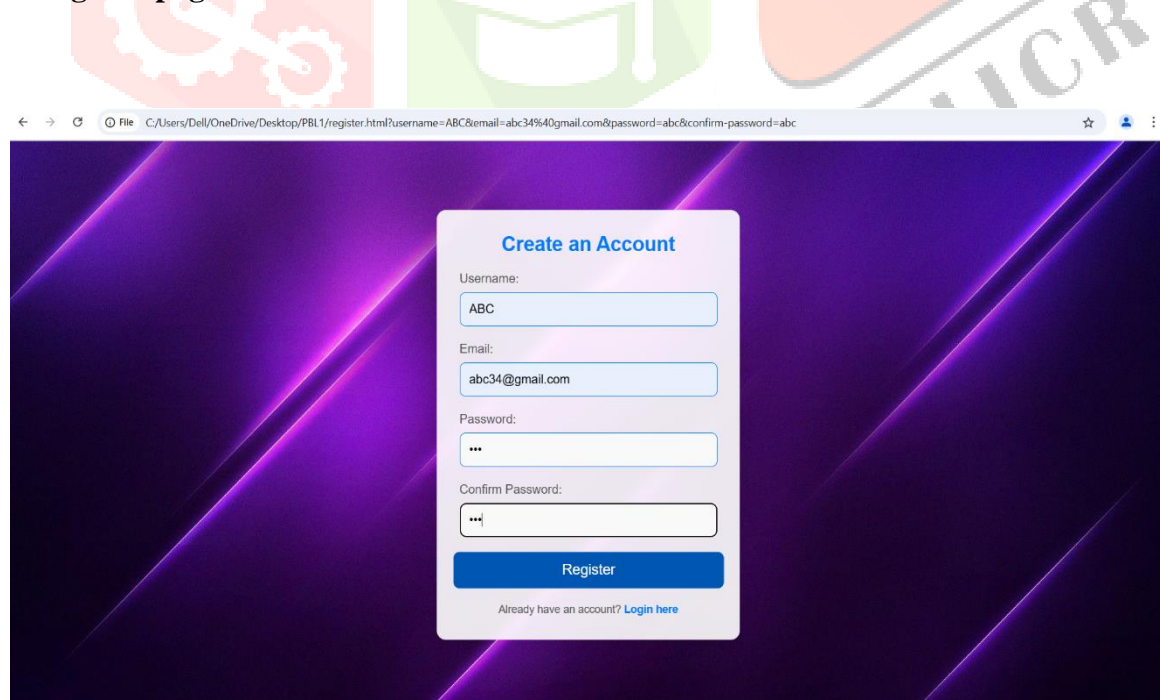 C:/Users/Dell/OneDrive/Desktop/PBL1/register.html?username=ABC&email=abc34%40gmail.com&password=abc&confirm-password=abc
File
Create an Account
Username:
ABC
Email:
abc34@gmail.com
Password:
•••
Confirm Password:
•••
Register
Already have an account? Login here